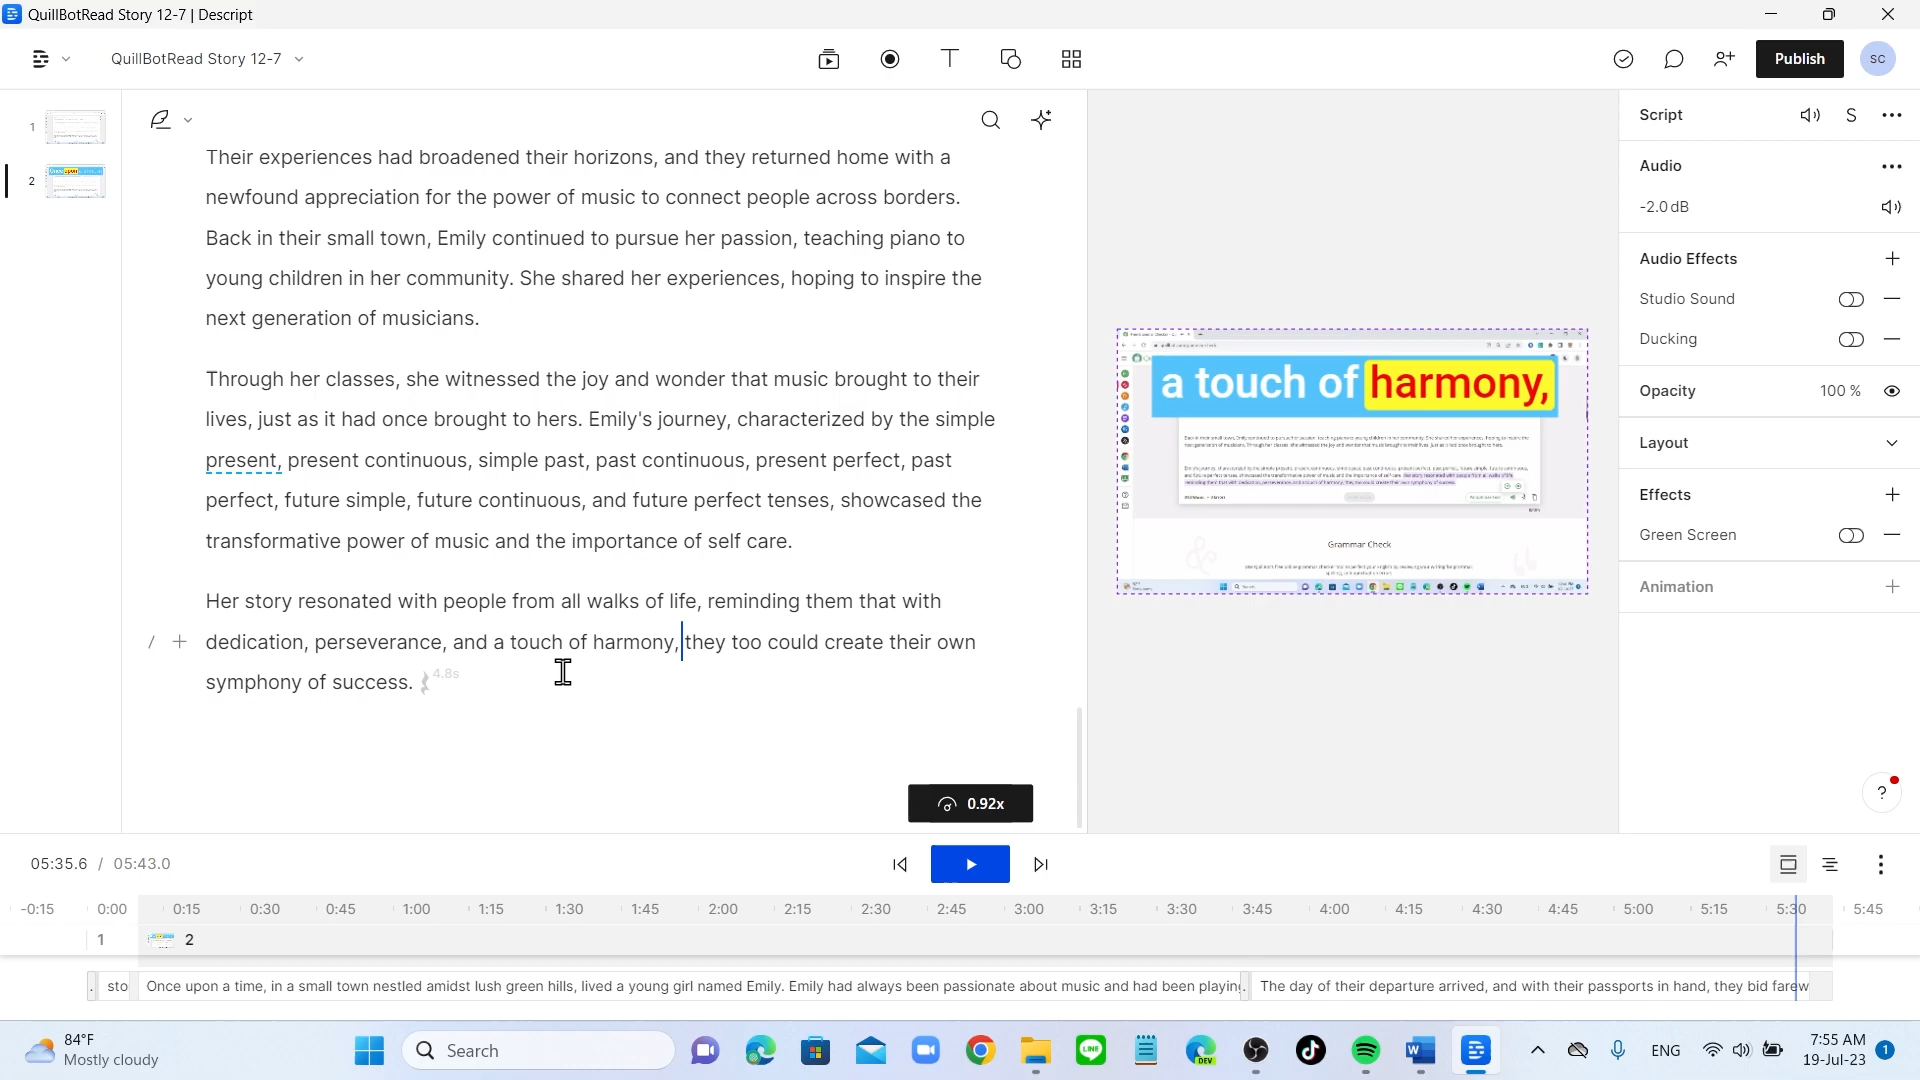 QuillBotRead Story 12-7 | Descript
QuillBotRead Story 12-7
Publish
SC
1
2
Their experiences had broadened their horizons, and they returned home with a
newfound appreciation for the power of music to connect people across borders.
Back in their small town, Emily continued to pursue her passion, teaching piano to
young children in her community. She shared her experiences, hoping to inspire the
next generation of musicians.
Through her classes, she witnessed the joy and wonder that music brought to their
lives, just as it had once brought to hers. Emily's journey, characterized by the simple
present, present continuous, simple past, past continuous, present perfect, past
perfect, future simple, future continuous, and future perfect tenses, showcased the
transformative power of music and the importance of self care.
Her story resonated with people from all walks of life, reminding them that with
/ + dedication, perseverance, and a touch of harmony, they too could create their own
symphony of success. 4.8s
0.92x
a touch of harmony,
Grammar Check
Script
S
Audio
-2.0 dB
Audio Effects
Studio Sound
Ducking
Opacity 100 %
Layout
Effects
Green Screen
Animation
?
05:35.6 / 05:43.0
-0:15 0:00 0:15 0:30 0:45 1:00 1:15 1:30 1:45 2:00 2:15 2:30 2:45 3:00 3:15 3:30 3:45 4:00 4:15 4:30 4:45 5:00 5:15 5:30 5:45
1 2
. sto Once upon a time, in a small town nestled amidst lush green hills, lived a young girl named Emily. Emily had always been passionate about music and had been playing . The day of their departure arrived, and with their passports in hand, they bid farew
84°F
Mostly cloudy
Search
LINE
DEV
W
ENG
7:55 AM
19-Jul-23
1